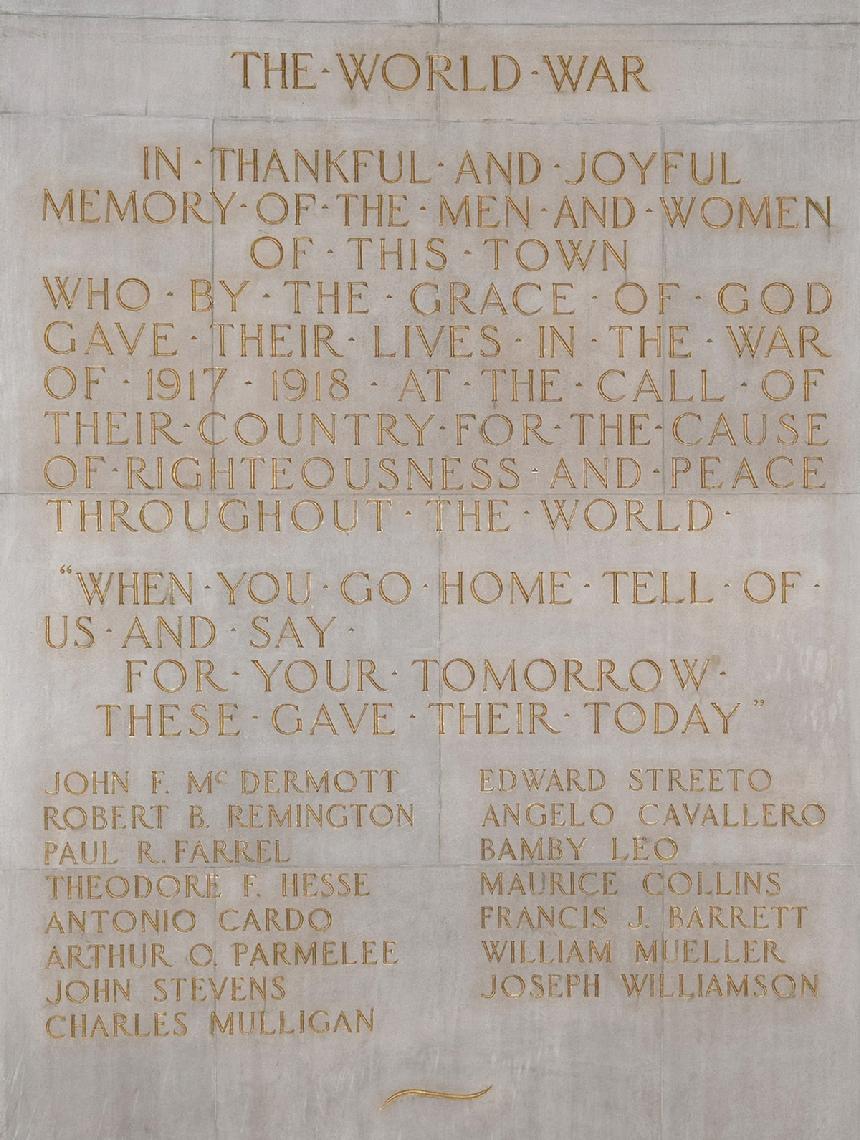 THE·WORLD·WAR
IN·THANKFUL·AND·JOYFUL
MEMORY·OF·THE·MEN·AND·WOMEN
OF·THIS·TOWN
WHO·BY·THE·GRACE·OF·GOD
GAVE·THEIR·LIVES·IN·THE·WAR
OF·1917·1918·AT·THE·CALL·OF
THEIR·COUNTRY·FOR·THE·CAUSE
OF·RIGHTEOUSNESS·AND·PEACE
THROUGHOUT·THE·WORLD·
“WHEN·YOU·GO·HOME·TELL·OF·
US·AND·SAY·
FOR·YOUR·TOMORROW·
THESE·GAVE·THEIR·TODAY”
JOHN F. McDERMOTT
ROBERT B. REMINGTON
PAUL R. FARREL
THEODORE F. HESSE
ANTONIO CARDO
ARTHUR O. PARMELEE
JOHN STEVENS
CHARLES MULLIGAN
EDWARD STREETO
ANGELO CAVALLERO
BAMBY LEO
MAURICE COLLINS
FRANCIS J. BARRETT
WILLIAM MUELLER
JOSEPH WILLIAMSON